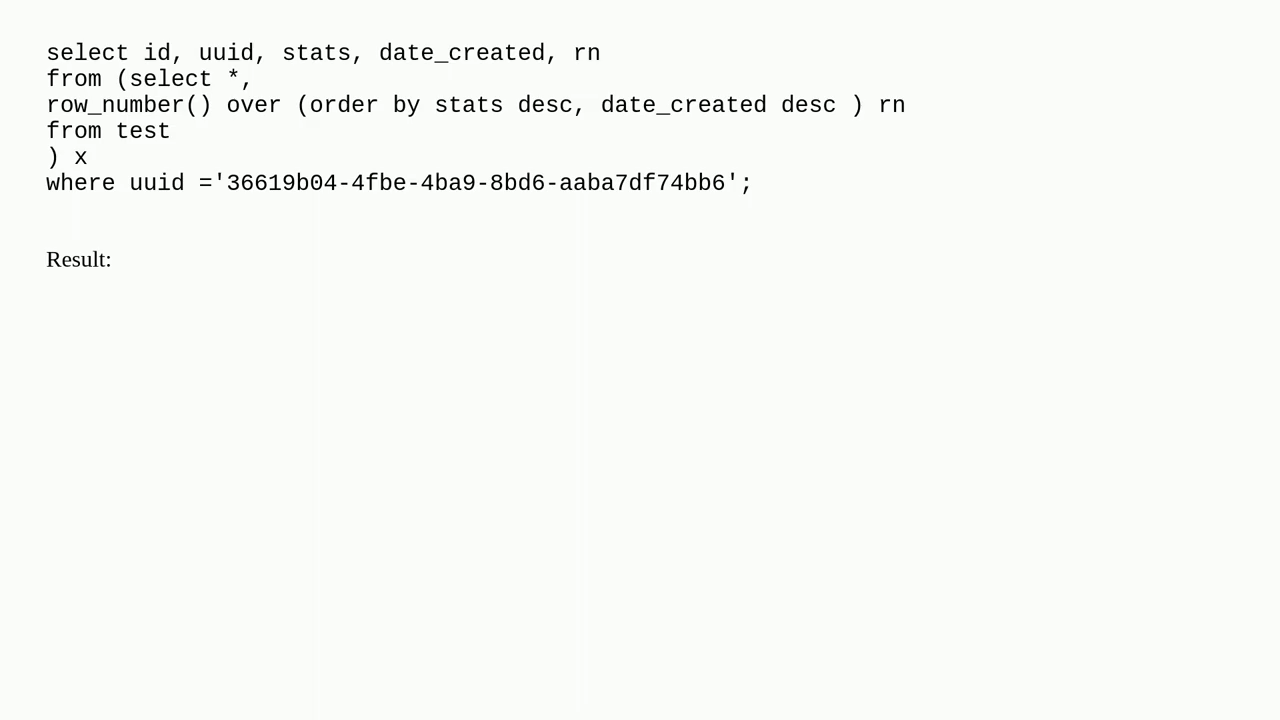 select id, uuid, stats, date_created, rn
from (select *,
row_number() over (order by stats desc, date_created desc ) rn
from test
) x
where uuid ='36619b04-4fbe-4ba9-8bd6-aaba7df74bb6';
Result: